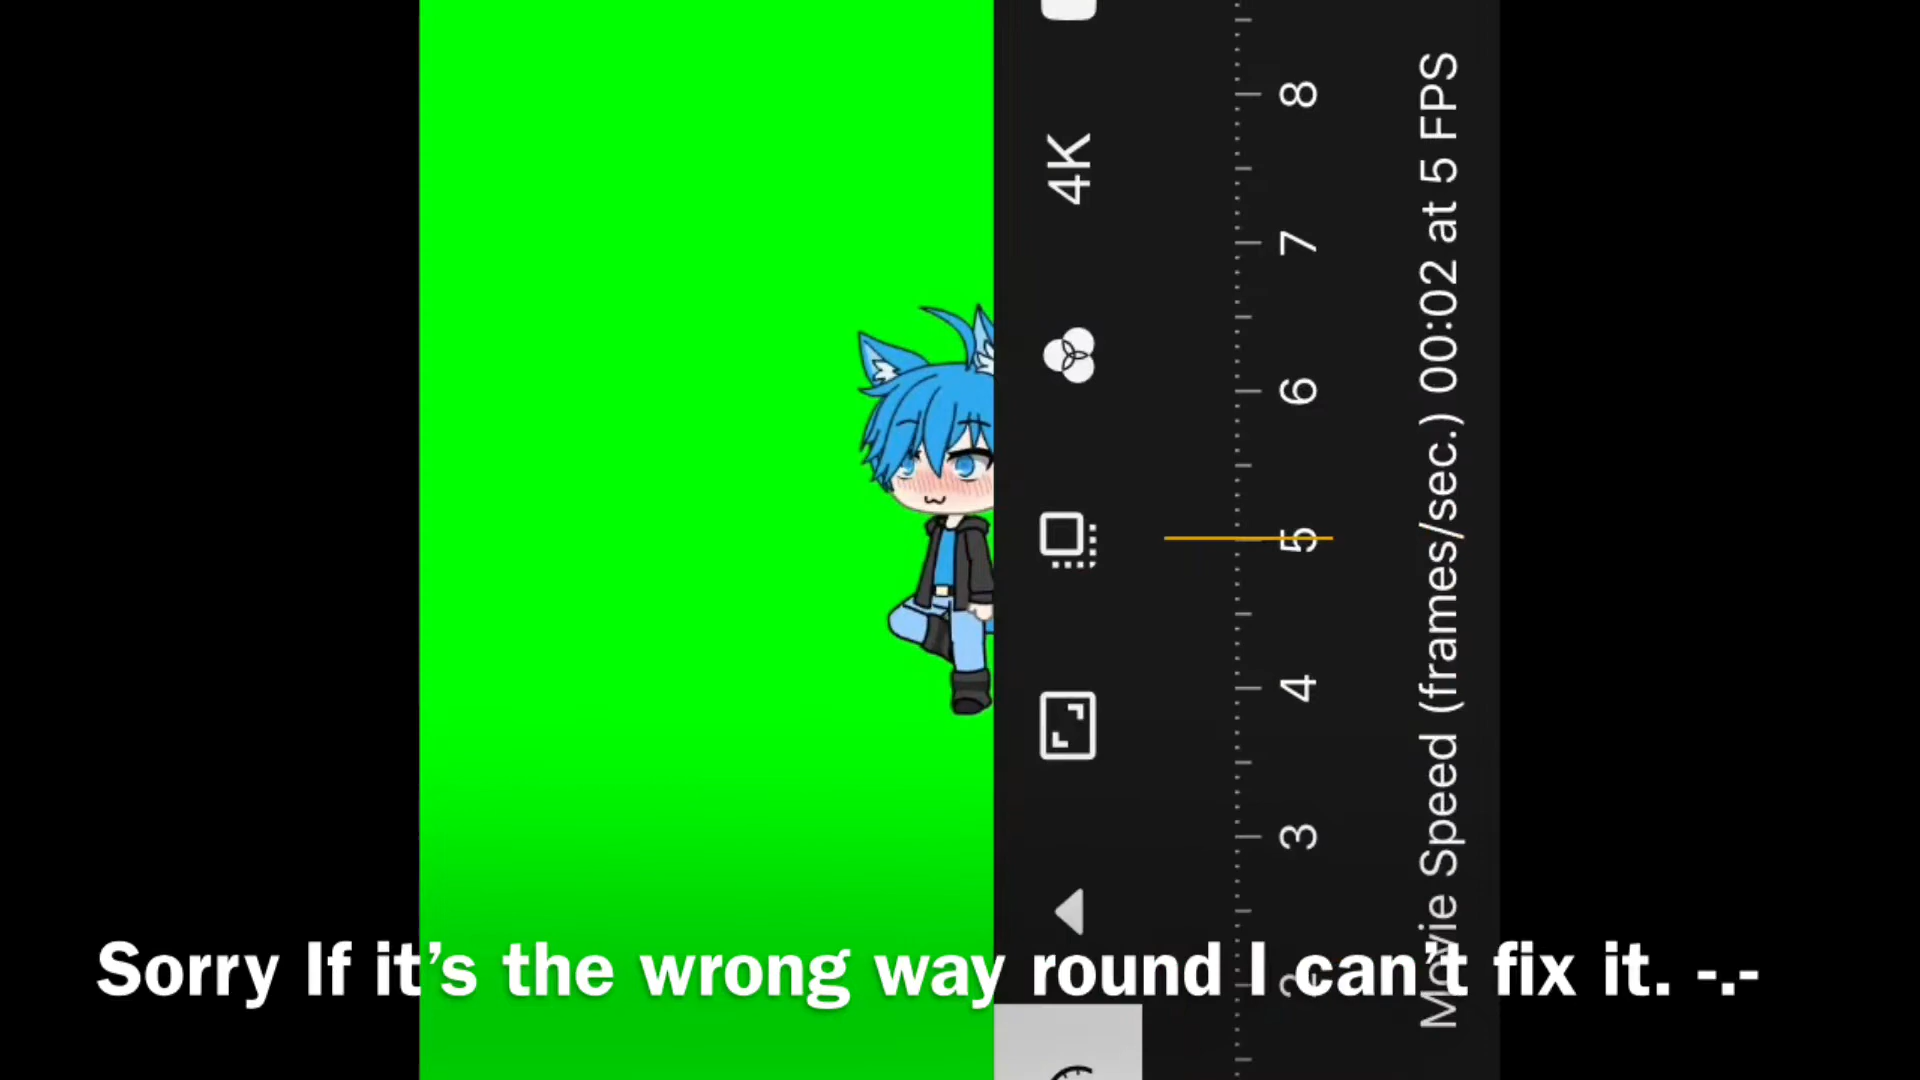 4K
8
7
6
5
4
3
2
Movie Speed (frames/sec.) 00:02 at 5 FPS
Sorry If it’s the wrong way round I can’t fix it. -.-